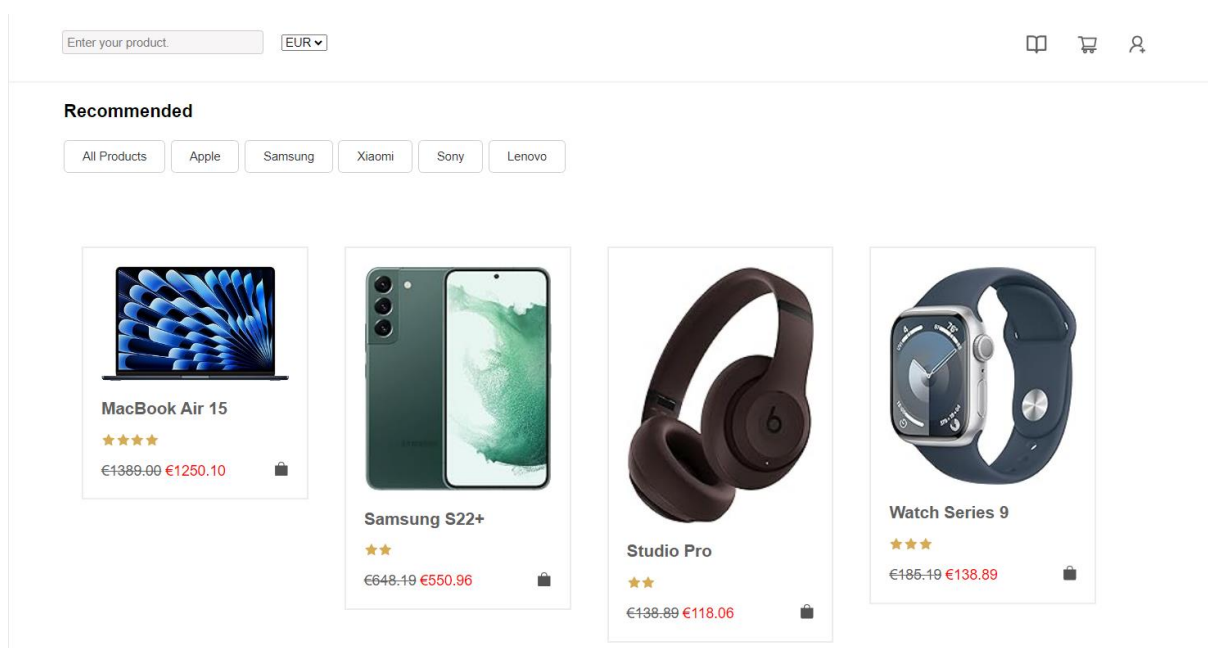 Enter your product.
EUR
Recommended
All Products
Apple
Samsung
Xiaomi
Sony
Lenovo
MacBook Air 15
€1389.00 €1250.10
Samsung S22+
€648.19 €550.96
Studio Pro
€138.89 €118.06
Watch Series 9
€185.19 €138.89